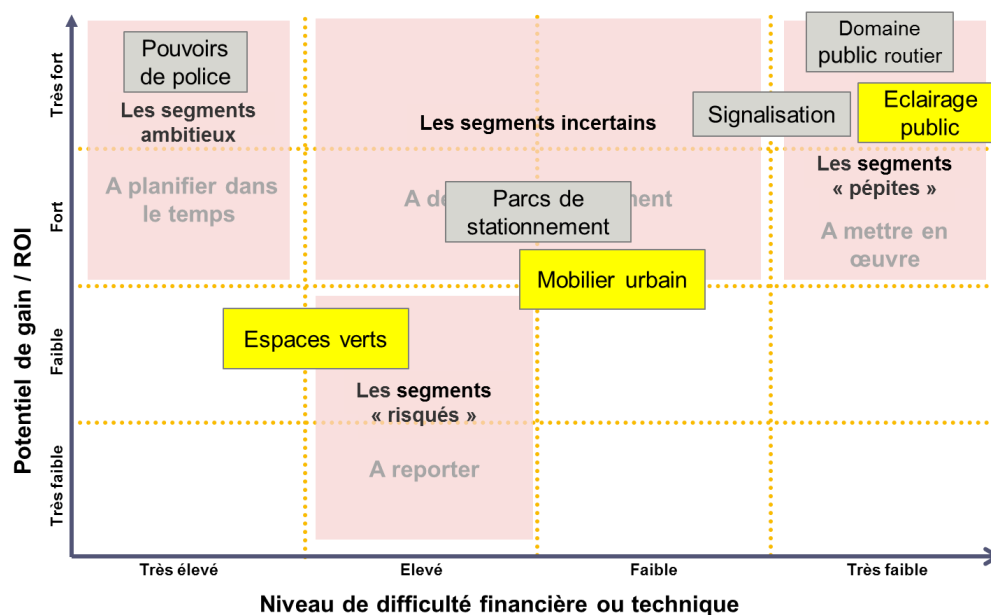 Pouvoirs
de police
Domaine
public routier
Les segments
ambitieux
Les segments incertains
Signalisation
Eclairage
public
A planifier dans
le temps
Parcs de
stationnement
Les segments
« pépites »
A mettre en
œuvre
Mobilier urbain
Espaces verts
Les segments
« risqués »
A reporter
Potentiel de gain / ROI
Très fort
Fort
Faible
Très faible
Très élevé
Elevé
Faible
Très faible
Niveau de difficulté financière ou technique